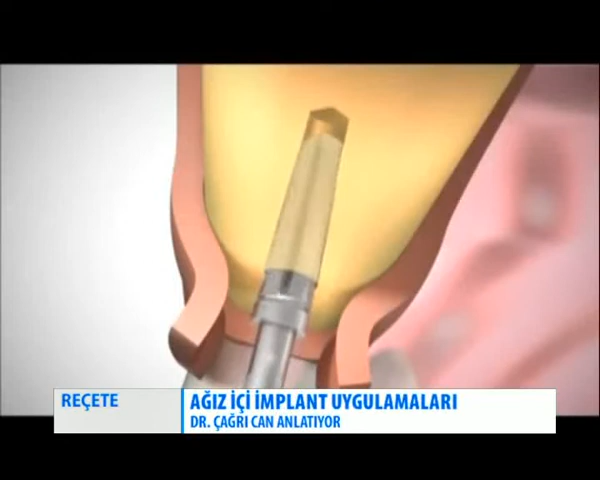 REÇETE
AĞIZ İÇİ İMPLANT UYGULAMALARI
DR. ÇAĞRI CAN ANLATIYOR